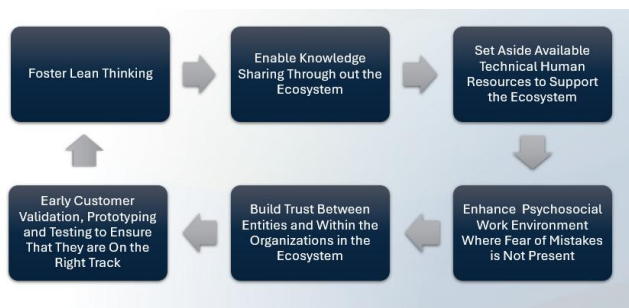 Foster Lean Thinking
Enable Knowledge
Sharing Through out the
Ecosystem
Set Aside Available
Technical Human
Resources to Support
the Ecosystem
Enhance Psychosocial
Work Environment
Where Fear of Mistakes
is Not Present
Build Trust Between
Entities and Within the
Organizations in the
Ecosystem
Early Customer
Validation, Prototyping
and Testing to Ensure
That They are On the
Right Track